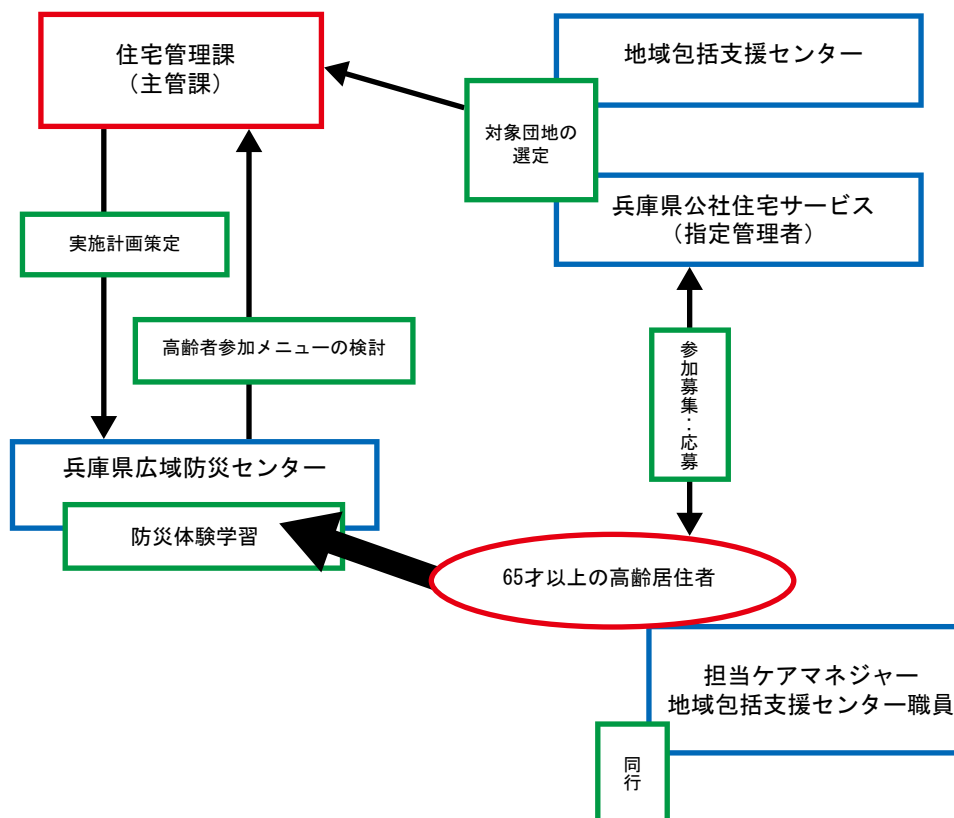 住宅管理課
（主管課）
地域包括支援センター
対象団地の
選定
兵庫県公社住宅サービス
（指定管理者）
実施計画策定
高齢者参加メニューの検討
参加募集：応募
兵庫県広域防災センター
防災体験学習
65才以上の高齢居住者
担当ケアマネジャー
地域包括支援センター職員
同行